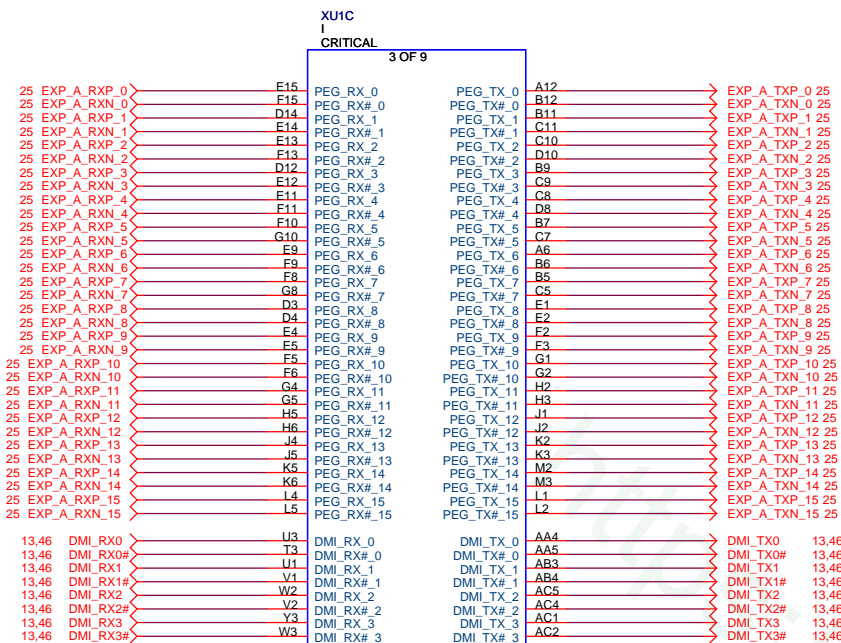 XU1C
I
CRITICAL
3 OF 9
25 EXP_A_RXP_0 E15 PEG_RX_0 PEG_TX_0 A12 EXP_A_TXP_0 25
25 EXP_A_RXN_0 F15 PEG_RX#_0 PEG_TX#_0 B12 EXP_A_TXN_0 25
25 EXP_A_RXP_1 D14 PEG_RX_1 PEG_TX_1 B11 EXP_A_TXP_1 25
25 EXP_A_RXN_1 E14 PEG_RX#_1 PEG_TX#_1 C11 EXP_A_TXN_1 25
25 EXP_A_RXP_2 E13 PEG_RX_2 PEG_TX_2 C10 EXP_A_TXP_2 25
25 EXP_A_RXN_2 F13 PEG_RX#_2 PEG_TX#_2 D10 EXP_A_TXN_2 25
25 EXP_A_RXP_3 D12 PEG_RX_3 PEG_TX_3 B9 EXP_A_TXP_3 25
25 EXP_A_RXN_3 E12 PEG_RX#_3 PEG_TX#_3 C9 EXP_A_TXN_3 25
25 EXP_A_RXP_4 E11 PEG_RX_4 PEG_TX_4 C8 EXP_A_TXP_4 25
25 EXP_A_RXN_4 F11 PEG_RX#_4 PEG_TX#_4 D8 EXP_A_TXN_4 25
25 EXP_A_RXP_5 F10 PEG_RX_5 PEG_TX_5 B7 EXP_A_TXP_5 25
25 EXP_A_RXN_5 G10 PEG_RX#_5 PEG_TX#_5 C7 EXP_A_TXN_5 25
25 EXP_A_RXP_6 E9 PEG_RX_6 PEG_TX_6 A6 EXP_A_TXP_6 25
25 EXP_A_RXN_6 F9 PEG_RX#_6 PEG_TX#_6 B6 EXP_A_TXN_6 25
25 EXP_A_RXP_7 F8 PEG_RX_7 PEG_TX_7 B5 EXP_A_TXP_7 25
25 EXP_A_RXN_7 G8 PEG_RX#_7 PEG_TX#_7 C5 EXP_A_TXN_7 25
25 EXP_A_RXP_8 D3 PEG_RX_8 PEG_TX_8 E1 EXP_A_TXP_8 25
25 EXP_A_RXN_8 D4 PEG_RX#_8 PEG_TX#_8 E2 EXP_A_TXN_8 25
25 EXP_A_RXP_9 E4 PEG_RX_9 PEG_TX_9 F2 EXP_A_TXP_9 25
25 EXP_A_RXN_9 E5 PEG_RX#_9 PEG_TX#_9 F3 EXP_A_TXN_9 25
25 EXP_A_RXP_10 F5 PEG_RX_10 PEG_TX_10 G1 EXP_A_TXP_10 25
25 EXP_A_RXN_10 F6 PEG_RX#_10 PEG_TX#_10 G2 EXP_A_TXN_10 25
25 EXP_A_RXP_11 G4 PEG_RX_11 PEG_TX_11 H2 EXP_A_TXP_11 25
25 EXP_A_RXN_11 G5 PEG_RX#_11 PEG_TX#_11 H3 EXP_A_TXN_11 25
25 EXP_A_RXP_12 H5 PEG_RX_12 PEG_TX_12 J1 EXP_A_TXP_12 25
25 EXP_A_RXN_12 H6 PEG_RX#_12 PEG_TX#_12 J2 EXP_A_TXN_12 25
25 EXP_A_RXP_13 J4 PEG_RX_13 PEG_TX_13 K2 EXP_A_TXP_13 25
25 EXP_A_RXN_13 J5 PEG_RX#_13 PEG_TX#_13 K3 EXP_A_TXN_13 25
25 EXP_A_RXP_14 K5 PEG_RX_14 PEG_TX_14 M2 EXP_A_TXP_14 25
25 EXP_A_RXN_14 K6 PEG_RX#_14 PEG_TX#_14 M3 EXP_A_TXN_14 25
25 EXP_A_RXP_15 L4 PEG_RX_15 PEG_TX_15 L1 EXP_A_TXP_15 25
25 EXP_A_RXN_15 L5 PEG_RX#_15 PEG_TX#_15 L2 EXP_A_TXN_15 25
13,46 DMI_RX0 U3 DMI_RX_0 DMI_TX_0 AA4 DMI_TX0 13,46
13,46 DMI_RX0# T3 DMI_RX#_0 DMI_TX#_0 AA5 DMI_TX0# 13,46
13,46 DMI_RX1 U1 DMI_RX_1 DMI_TX_1 AB3 DMI_TX1 13,46
13,46 DMI_RX1# V1 DMI_RX#_1 DMI_TX#_1 AB4 DMI_TX1# 13,46
13,46 DMI_RX2 W2 DMI_RX_2 DMI_TX_2 AC5 DMI_TX2 13,46
13,46 DMI_RX2# V2 DMI_RX#_2 DMI_TX#_2 AC4 DMI_TX2# 13,46
13,46 DMI_RX3 Y3 DMI_RX_3 DMI_TX_3 AC1 DMI_TX3 13,46
13,46 DMI_RX3# W3 DMI_RX#_3 DMI_TX#_3 AC2 DMI_TX3# 13,46